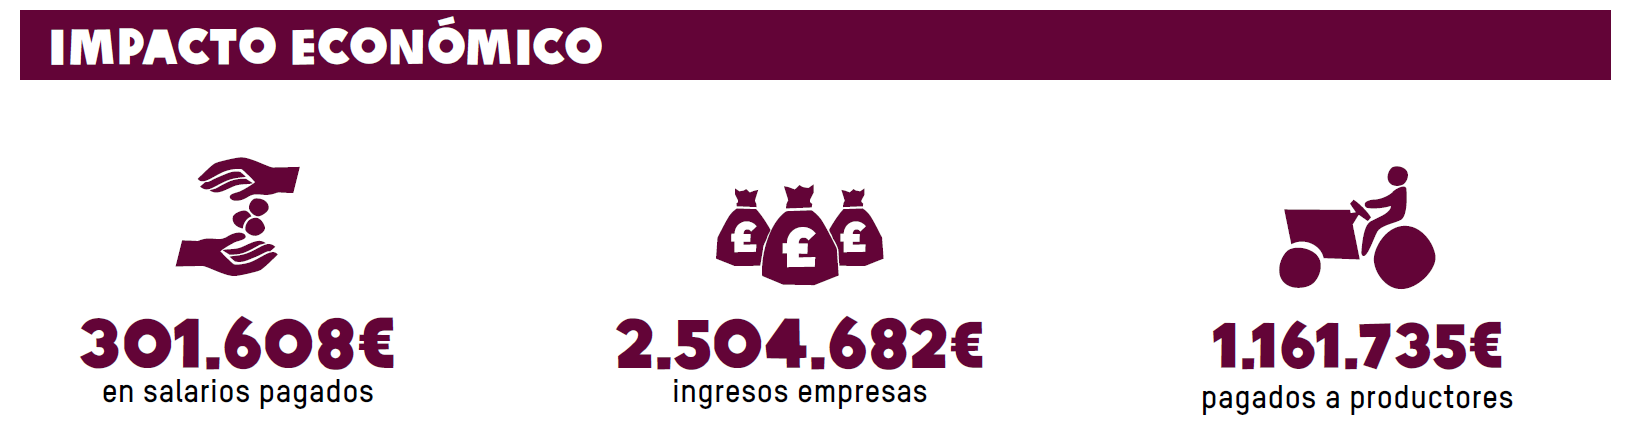 IMPACTO ECONÓMICO
£ £ £
301.608€ 2.504.682€ 1.161.735€
en salarios pagados ingresos empresas pagados a productores